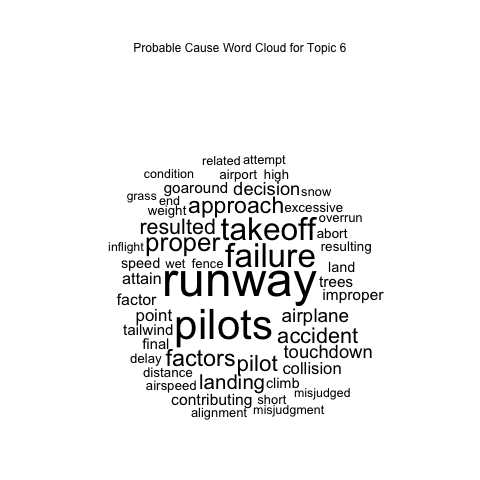 Probable Cause Word Cloud for Topic 6
related attempt
condition airport high
goaround decision snow
grass end approach excessive
weight overrun
resulted takeoff abort
inflight proper failure resulting
speed wet fence land
attain runway trees
factor improper
point pilots airplane
tailwind accident
final touchdown
delay factors pilot collision
distance
airspeed landing climb
contributing short misjudged
alignment misjudgment